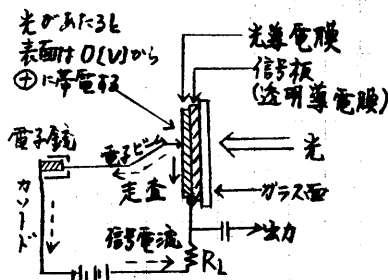 光があたると
表面は0[V]から
⊕に帯電する
光導電膜
信号板
(透明導電膜)
電子銃
電子ビーム
走査
光
ガラス面
カソード
信号電流
出力
RL